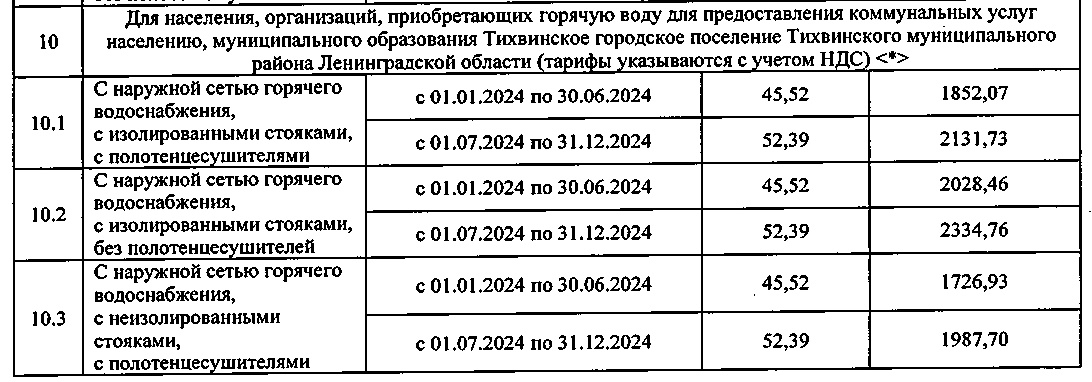 10
Для населения, организаций, приобретающих горячую воду для предоставления коммунальных услуг
населению, муниципального образования Тихвинское городское поселение Тихвинского муниципального
района Ленинградской области (тарифы указываются с учетом НДС) <*>
10.1
С наружной сетью горячего
водоснабжения,
с изолированными стояками,
с полотенцесушителями
с 01.01.2024 по 30.06.2024 45,52 1852,07
с 01.07.2024 по 31.12.2024 52,39 2131,73
10.2
С наружной сетью горячего
водоснабжения,
с изолированными стояками,
без полотенцесушителей
с 01.01.2024 по 30.06.2024 45,52 2028,46
с 01.07.2024 по 31.12.2024 52,39 2334,76
10.3
С наружной сетью горячего
водоснабжения,
с неизолированными
стояками,
с полотенцесушителями
с 01.01.2024 по 30.06.2024 45,52 1726,93
с 01.07.2024 по 31.12.2024 52,39 1987,70